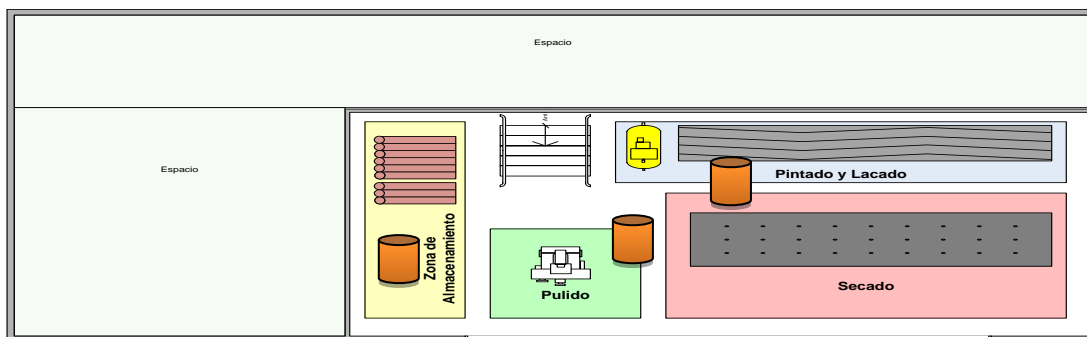 Espacio
Espacio
Zona de
Almacenamiento
Pintado y Lacado
Pulido
Secado